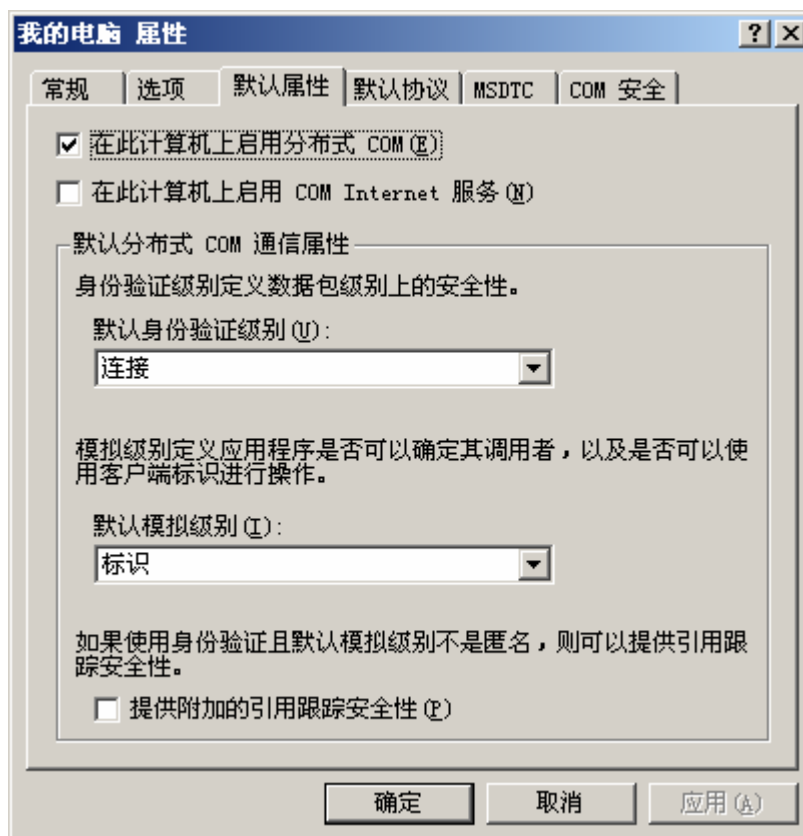 我的电脑 属性
常规 选项 默认属性 默认协议 MSDTC COM 安全
在此计算机上启用分布式 COM(E)
在此计算机上启用 COM Internet 服务(N)
默认分布式 COM 通信属性
身份验证级别定义数据包级别上的安全性。
默认身份验证级别(U):
连接
模拟级别定义应用程序是否可以确定其调用者，以及是否可以使
用客户端标识进行操作。
默认模拟级别(I):
标识
如果使用身份验证且默认模拟级别不是匿名，则可以提供引用跟
踪安全性。
提供附加的引用跟踪安全性(P)
确定 取消 应用(A)